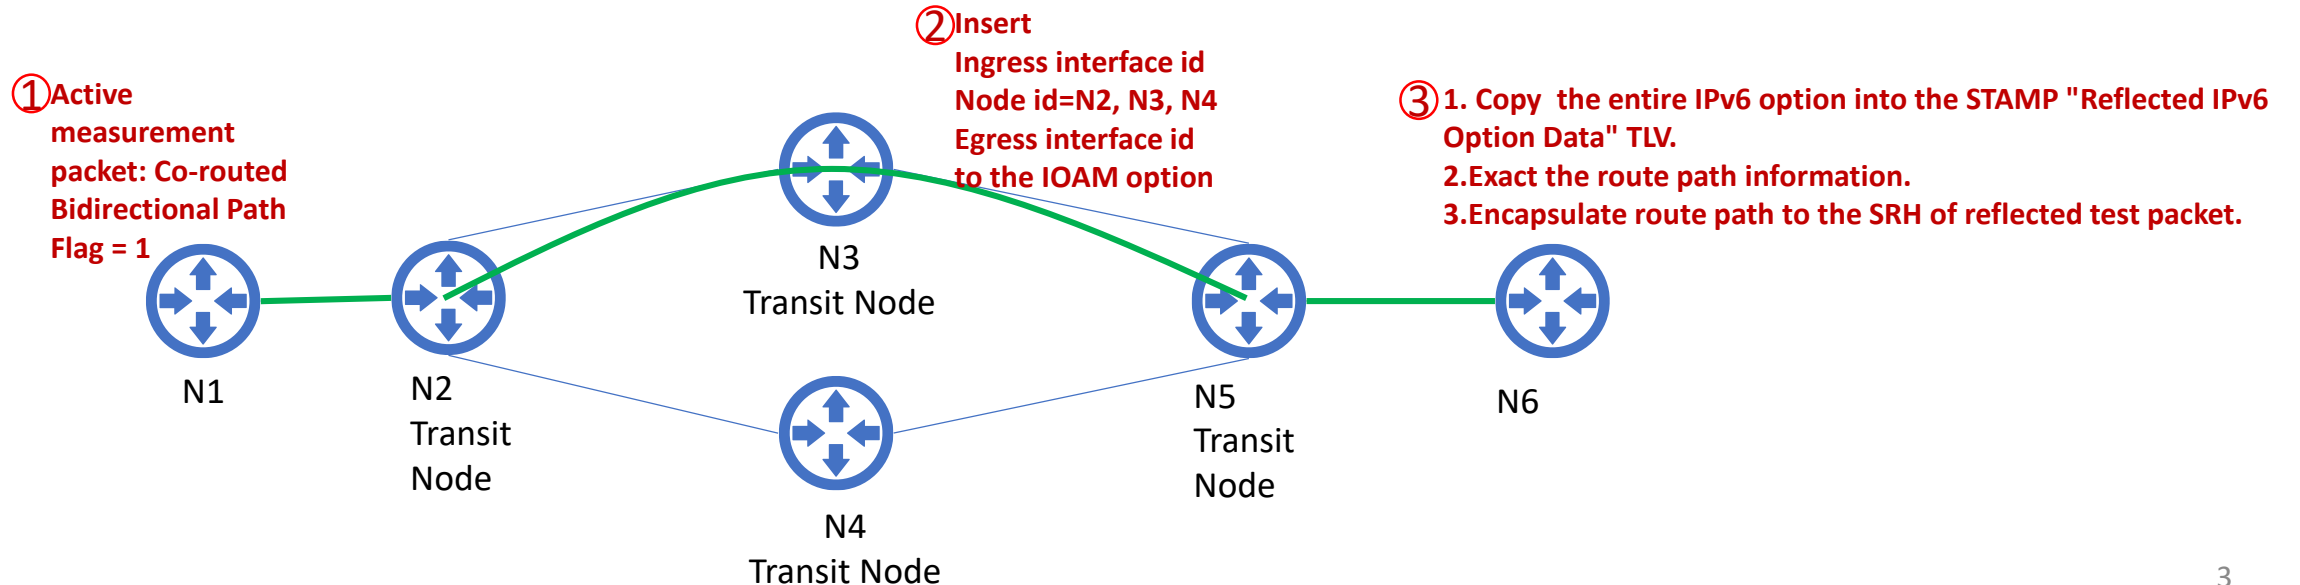 ①Active
measurement
packet: Co-routed
Bidirectional Path
Flag = 1
②Insert
Ingress interface id
Node id=N2, N3, N4
Egress interface id
to the IOAM option
③1. Copy  the entire IPv6 option into the STAMP "Reflected IPv6
Option Data" TLV.
2.Exact the route path information.
3.Encapsulate route path to the SRH of reflected test packet.
N1
N2
Transit
Node
N3
Transit Node
N4
Transit Node
N5
Transit
Node
N6
3